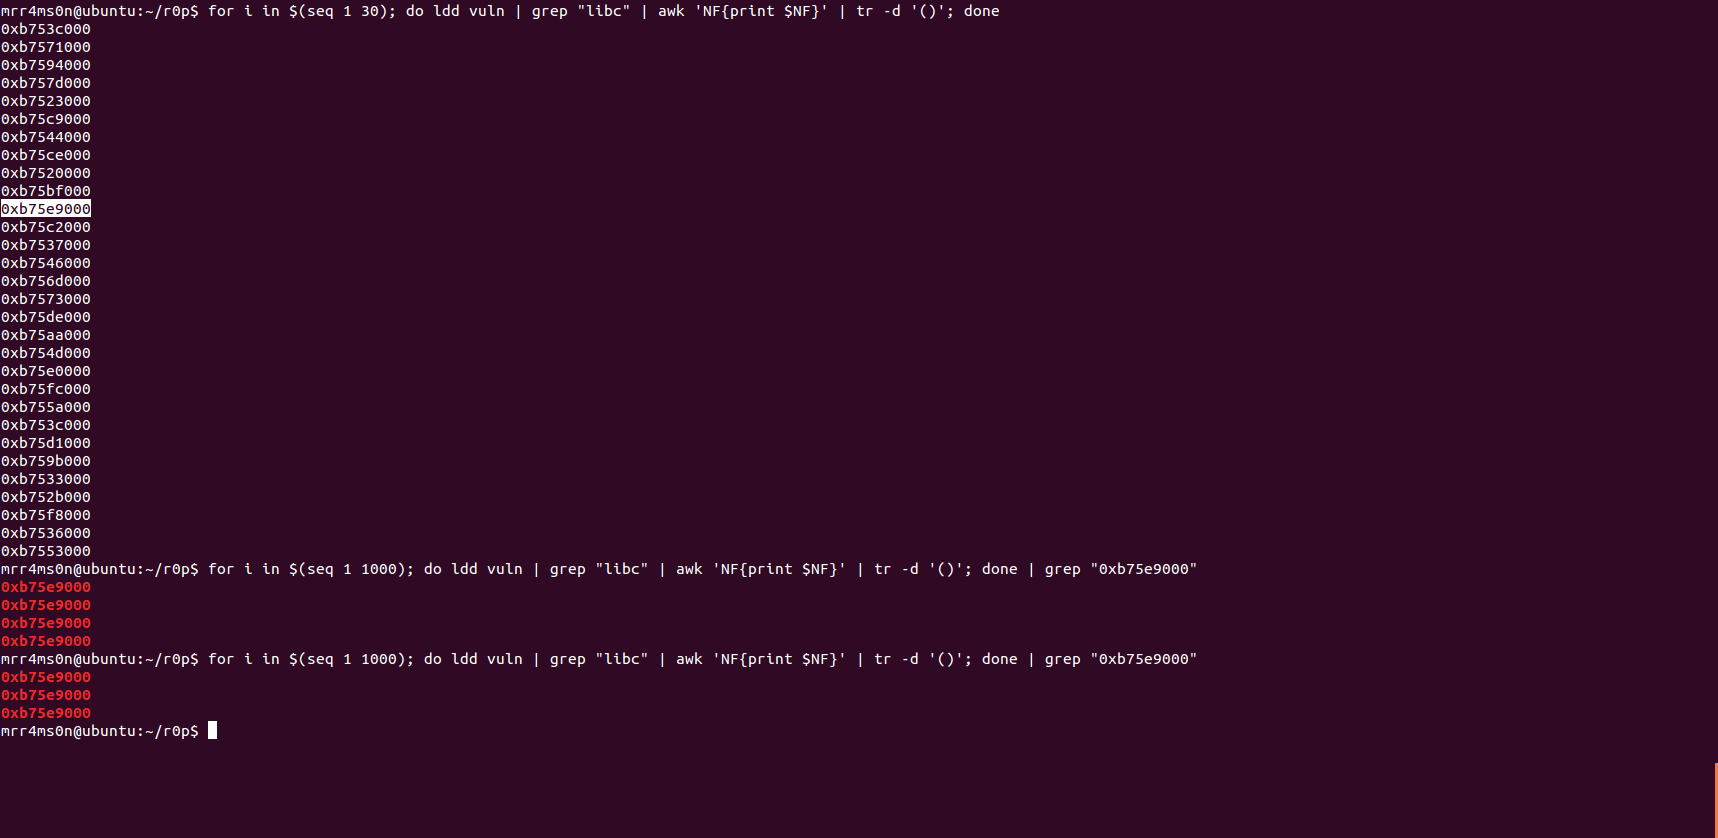 mrr4ms0n@ubuntu:~/r0p$ for i in $(seq 1 30); do ldd vuln | grep "libc" | awk 'NF{print $NF}' | tr -d '()'; done
0xb753c000
0xb7571000
0xb7594000
0xb757d000
0xb7523000
0xb75c9000
0xb7544000
0xb75ce000
0xb7520000
0xb75bf000
0xb75e9000
0xb75c2000
0xb7537000
0xb7546000
0xb756d000
0xb7573000
0xb75de000
0xb75aa000
0xb754d000
0xb75e0000
0xb75fc000
0xb755a000
0xb753c000
0xb75d1000
0xb759b000
0xb7533000
0xb752b000
0xb75f8000
0xb7536000
0xb7553000
mrr4ms0n@ubuntu:~/r0p$ for i in $(seq 1 1000); do ldd vuln | grep "libc" | awk 'NF{print $NF}' | tr -d '()'; done | grep "0xb75e9000"
0xb75e9000
0xb75e9000
0xb75e9000
0xb75e9000
mrr4ms0n@ubuntu:~/r0p$ for i in $(seq 1 1000); do ldd vuln | grep "libc" | awk 'NF{print $NF}' | tr -d '()'; done | grep "0xb75e9000"
0xb75e9000
0xb75e9000
0xb75e9000
mrr4ms0n@ubuntu:~/r0p$